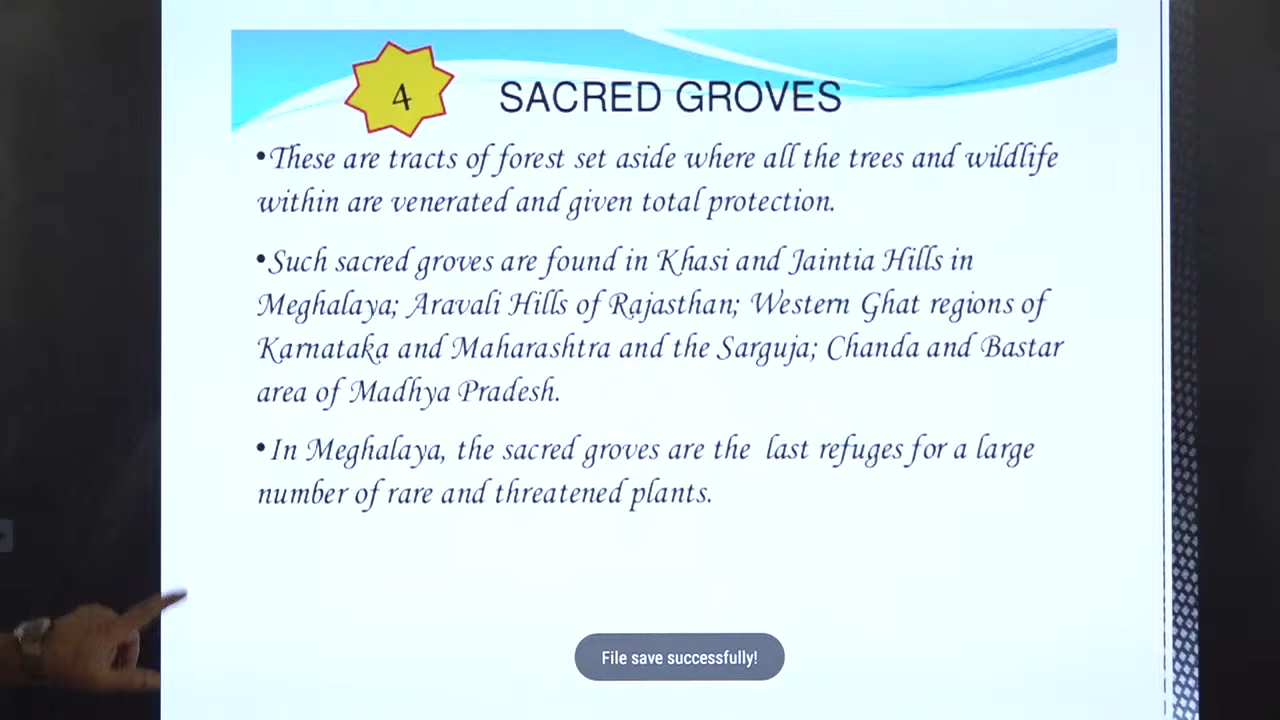 4
SACRED GROVES
•These are tracts of forest set aside where all the trees and wildlife
within are venerated and given total protection.
•Such sacred groves are found in Khasi and Jaintia Hills in
Meghalaya; Aravali Hills of Rajasthan; Western Ghat regions of
Karnataka and Maharashtra and the Sarguja; Chanda and Bastar
area of Madhya Pradesh.
•In Meghalaya, the sacred groves are the last refuges for a large
number of rare and threatened plants.
File save successfully!